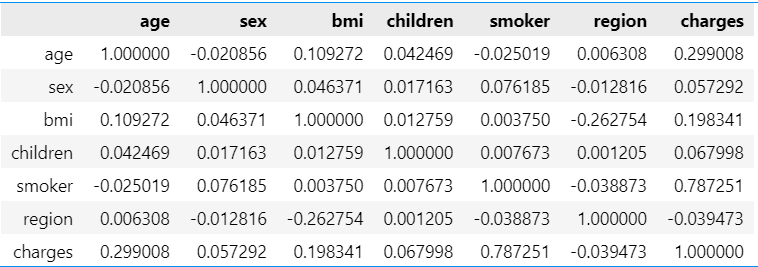 age sex bmi children smoker region charges
age 1.000000 -0.020856 0.109272 0.042469 -0.025019 0.006308 0.299008
sex -0.020856 1.000000 0.046371 0.017163 0.076185 -0.012816 0.057292
bmi 0.109272 0.046371 1.000000 0.012759 0.003750 -0.262754 0.198341
children 0.042469 0.017163 0.012759 1.000000 0.007673 0.001205 0.067998
smoker -0.025019 0.076185 0.003750 0.007673 1.000000 -0.038873 0.787251
region 0.006308 -0.012816 -0.262754 0.001205 -0.038873 1.000000 -0.039473
charges 0.299008 0.057292 0.198341 0.067998 0.787251 -0.039473 1.000000